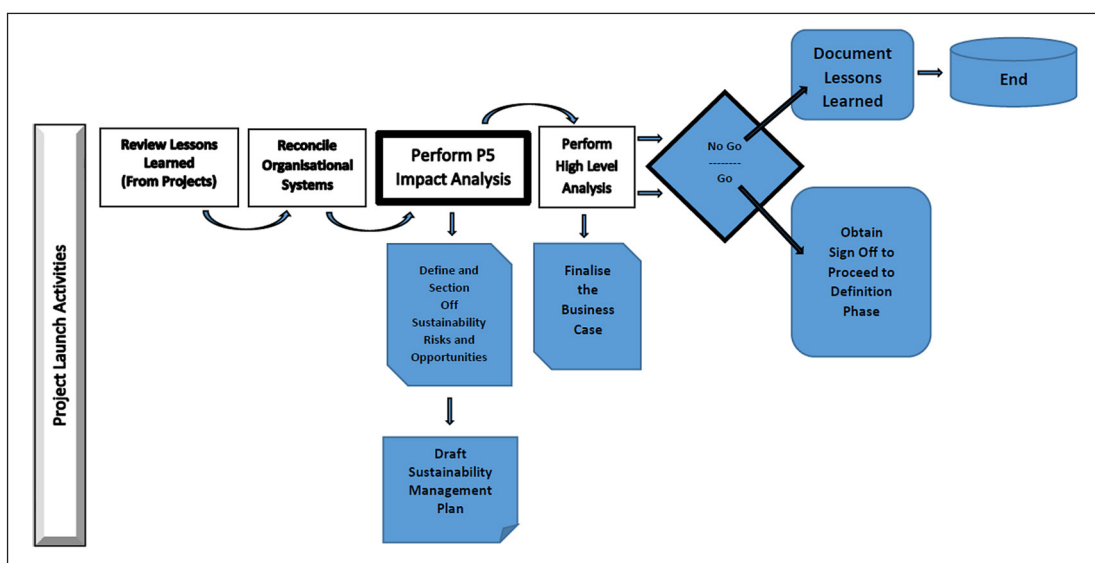 Project Launch Activities
Review Lessons
Learned
(From Projects)
Reconcile
Organisational
Systems
Perform P5
Impact Analysis
Perform
High Level
Analysis
No Go
--------
Go
Document
Lessons
Learned
End
Obtain
Sign Off to
Proceed to
Definition
Phase
Define and
Section
Off
Sustainability
Risks and
Opportunities
Finalise
the
Business
Case
Draft
Sustainability
Management
Plan